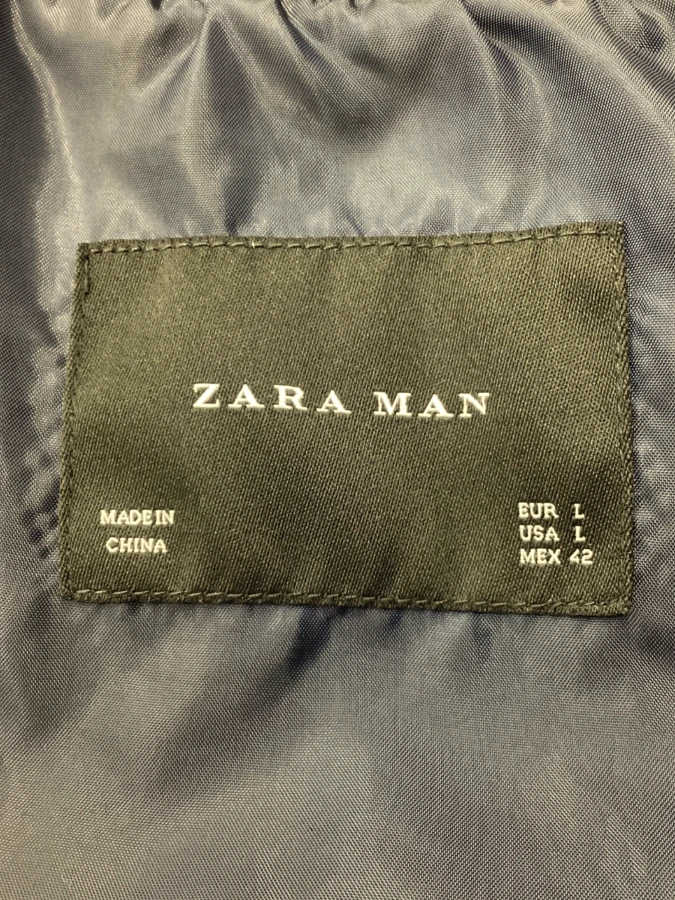 ZARA MAN
MADE IN
CHINA
EUR L
USA L
MEX 42